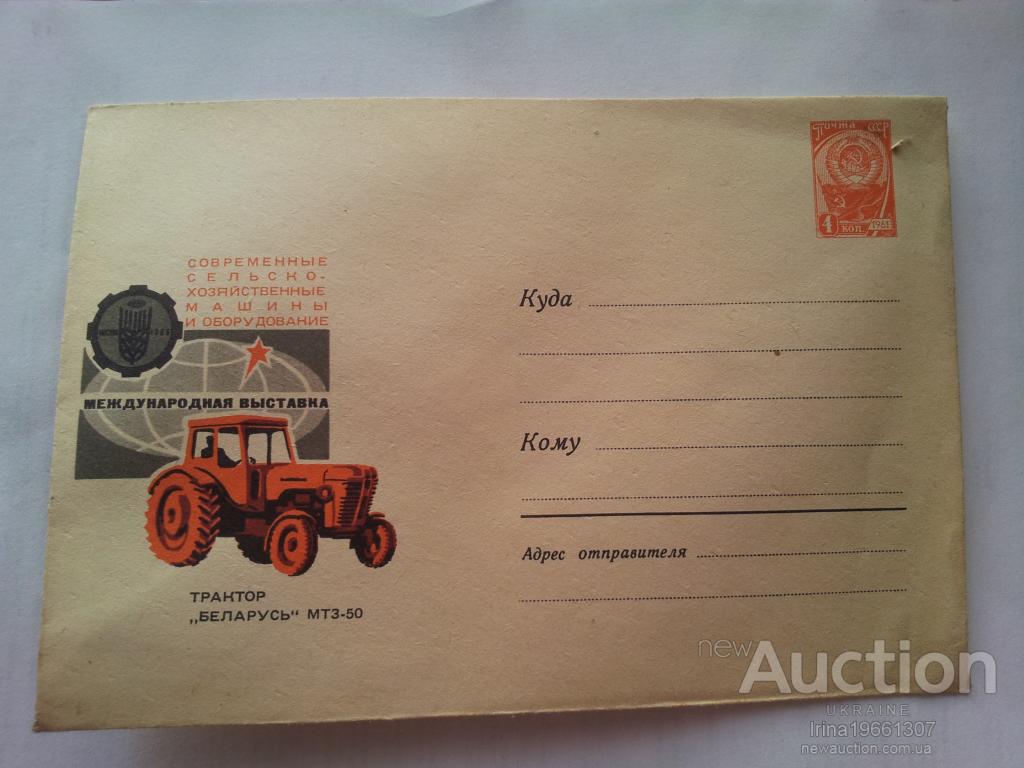 Почта СССР
4 КОП. 1961
СОВРЕМЕННЫЕ
СЕЛЬСКО-
ХОЗЯЙСТВЕННЫЕ
МАШИНЫ
И ОБОРУДОВАНИЕ
МЕЖДУНАРОДНАЯ ВЫСТАВКА
ТРАКТОР
„БЕЛАРУСЬ“ МТЗ-50
Куда
Кому
Адрес отправителя
new Auction
UKRAINE
Irina19661307
newauction.com.ua